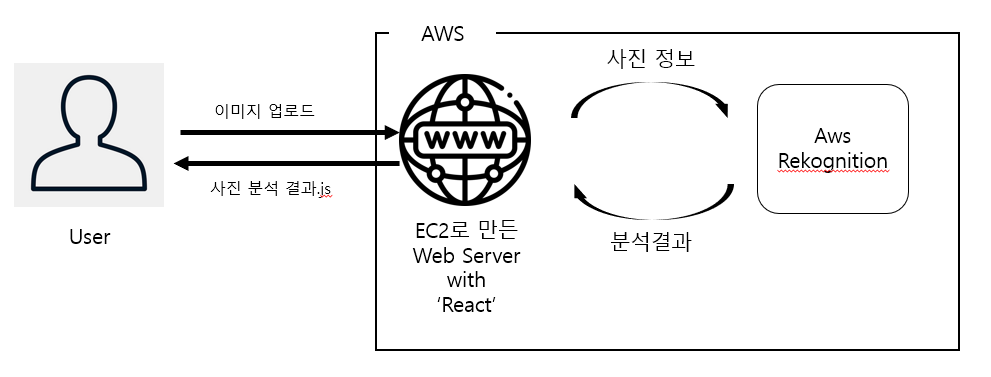 AWS
사진 정보
이미지 업로드
WWW
Aws
Rekognition
사진 분석 결과.js
User
EC2로 만든
Web Server
with
‘React’
분석결과